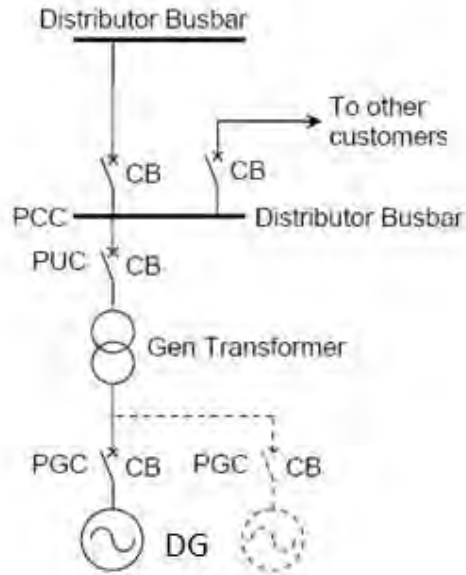 Distributor Busbar
To other
customers
CB
CB
PCC
Distributor Busbar
PUC
CB
Gen Transformer
PGC
CB
PGC
CB
DG